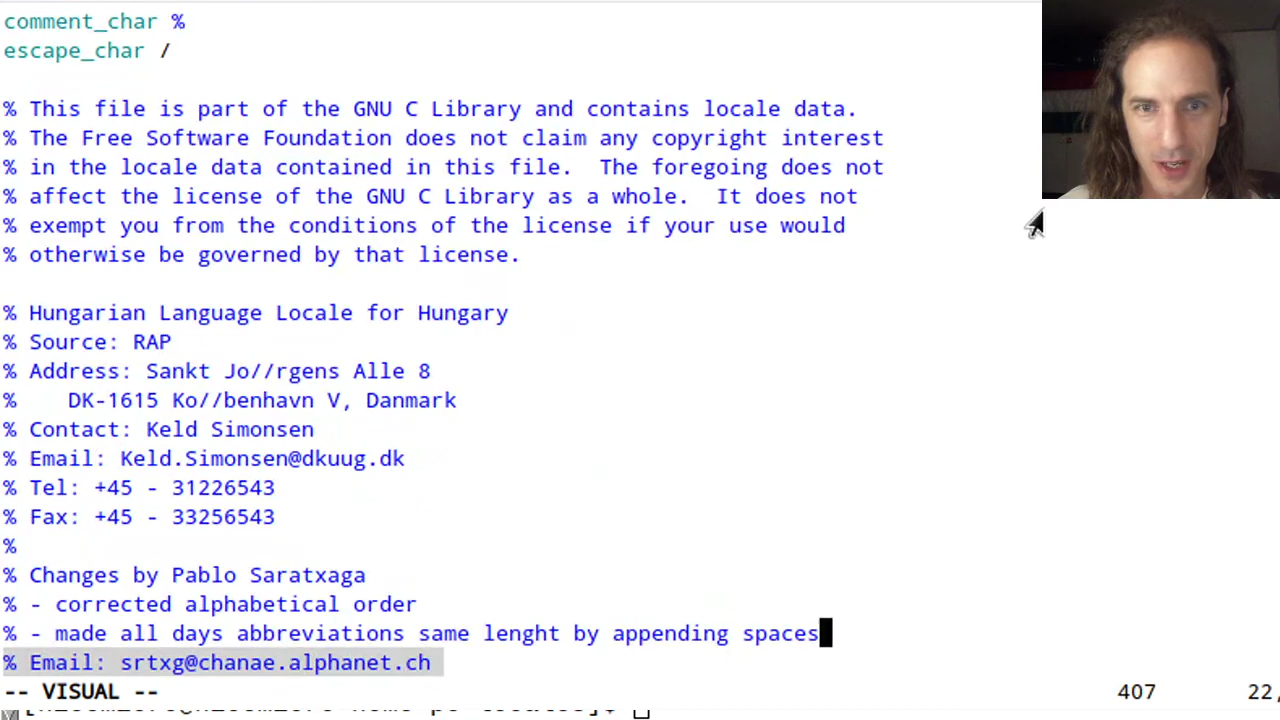 comment_char %
escape_char /
% This file is part of the GNU C Library and contains locale data.
% The Free Software Foundation does not claim any copyright interest
% in the locale data contained in this file.  The foregoing does not
% affect the license of the GNU C Library as a whole.  It does not
% exempt you from the conditions of the license if your use would
% otherwise be governed by that license.
% Hungarian Language Locale for Hungary
% Source: RAP
% Address: Sankt Jo//rgens Alle 8
%    DK-1615 Ko//benhavn V, Danmark
% Contact: Keld Simonsen
% Email: Keld.Simonsen@dkuug.dk
% Tel: +45 - 31226543
% Fax: +45 - 33256543
%
% Changes by Pablo Saratxaga
% - corrected alphabetical order
% - made all days abbreviations same lenght by appending spaces
% Email: srtxg@chanae.alphanet.ch
-- VISUAL -- 407 22,